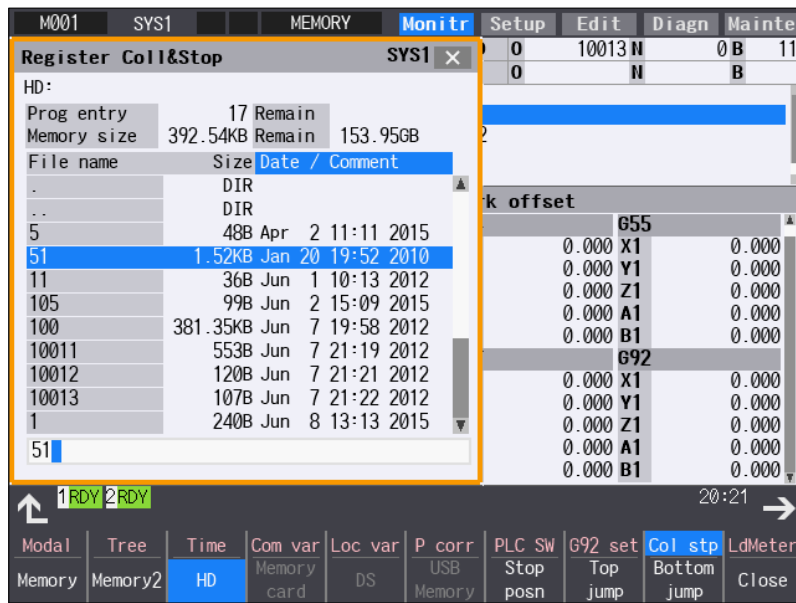 M001 SYS1 MEMORY Monitr Setup Edit Diagn Mainte
Register Coll&Stop SYS1 ×
O 10013 N 0 B 11
O N B
HD:
Prog entry 17 Remain
Memory size 392.54KB Remain 153.95GB
2
File name Size Date / Comment
. DIR
.. DIR
5 48B Apr 2 11:11 2015
51 1.52KB Jan 20 19:52 2010
11 36B Jun 1 10:13 2012
105 99B Jun 2 15:09 2015
100 381.35KB Jun 7 19:58 2012
10011 553B Jun 7 21:19 2012
10012 120B Jun 7 21:21 2012
10013 107B Jun 7 21:22 2012
1 240B Jun 8 13:13 2015
51
rk offset
G55
0.000 X1 0.000
0.000 Y1 0.000
0.000 Z1 0.000
0.000 A1 0.000
0.000 B1 0.000
G92
0.000 X1 0.000
0.000 Y1 0.000
0.000 Z1 0.000
0.000 A1 0.000
0.000 B1 0.000
1 RDY 2 RDY 20:21
Modal Tree Time Com var Loc var P corr PLC SW G92 set Col stp LdMeter
Memory Memory2 HD Memory card DS USB Memory Stop posn Top jump Bottom jump Close